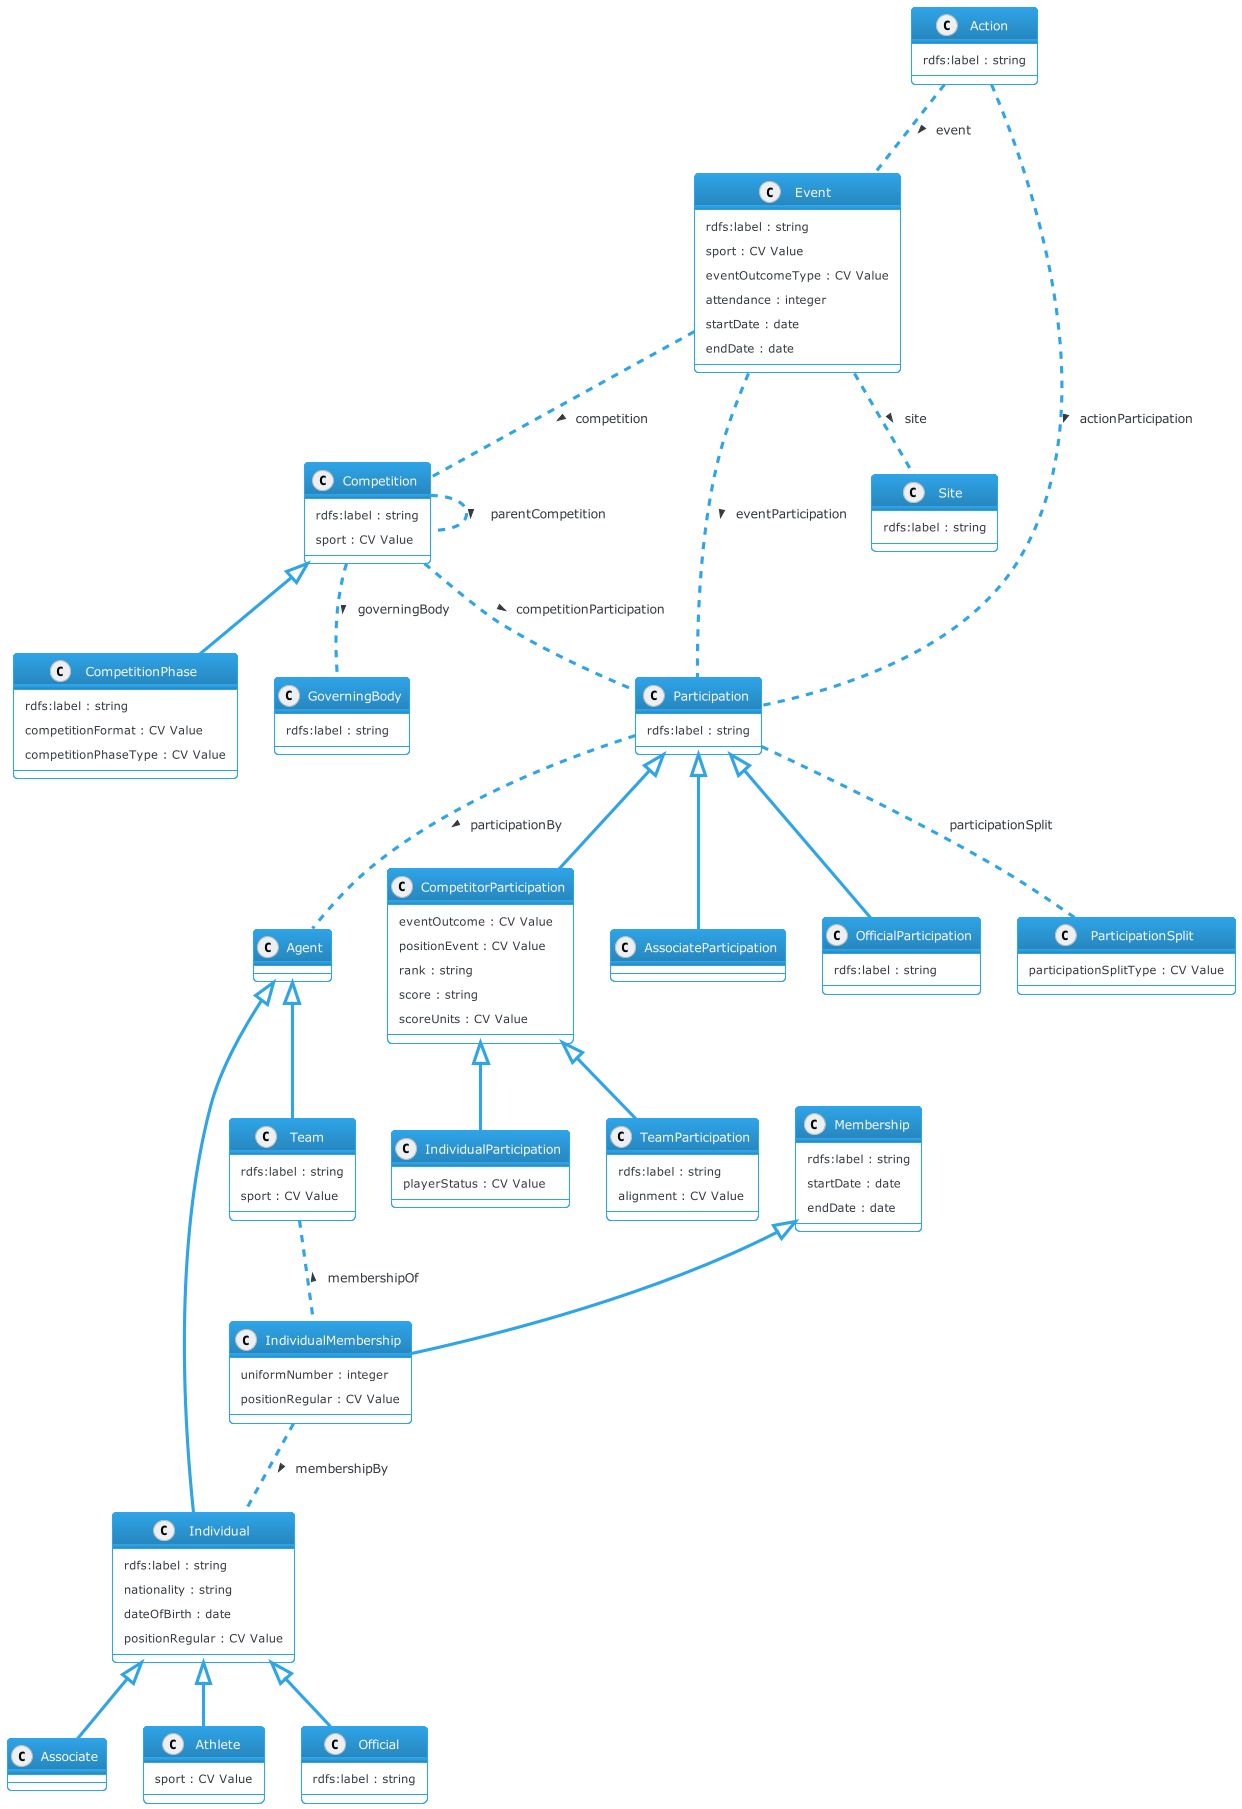 C Action
rdfs:label : string
event
C Event
rdfs:label : string
sport : CV Value
eventOutcomeType : CV Value
attendance : integer
startDate : date
endDate : date
competition
site
actionParticipation
C Competition
rdfs:label : string
sport : CV Value
parentCompetition
eventParticipation
C Site
rdfs:label : string
governingBody
competitionParticipation
C CompetitionPhase
rdfs:label : string
competitionFormat : CV Value
competitionPhaseType : CV Value
C GoverningBody
rdfs:label : string
C Participation
rdfs:label : string
participationBy
participationSplit
C Agent
C CompetitorParticipation
eventOutcome : CV Value
positionEvent : CV Value
rank : string
score : string
scoreUnits : CV Value
C AssociateParticipation
C OfficialParticipation
rdfs:label : string
C ParticipationSplit
participationSplitType : CV Value
C Team
rdfs:label : string
sport : CV Value
C IndividualParticipation
playerStatus : CV Value
C TeamParticipation
rdfs:label : string
alignment : CV Value
C Membership
rdfs:label : string
startDate : date
endDate : date
membershipOf
C IndividualMembership
uniformNumber : integer
positionRegular : CV Value
membershipBy
C Individual
rdfs:label : string
nationality : string
dateOfBirth : date
positionRegular : CV Value
C Associate
C Athlete
sport : CV Value
C Official
rdfs:label : string